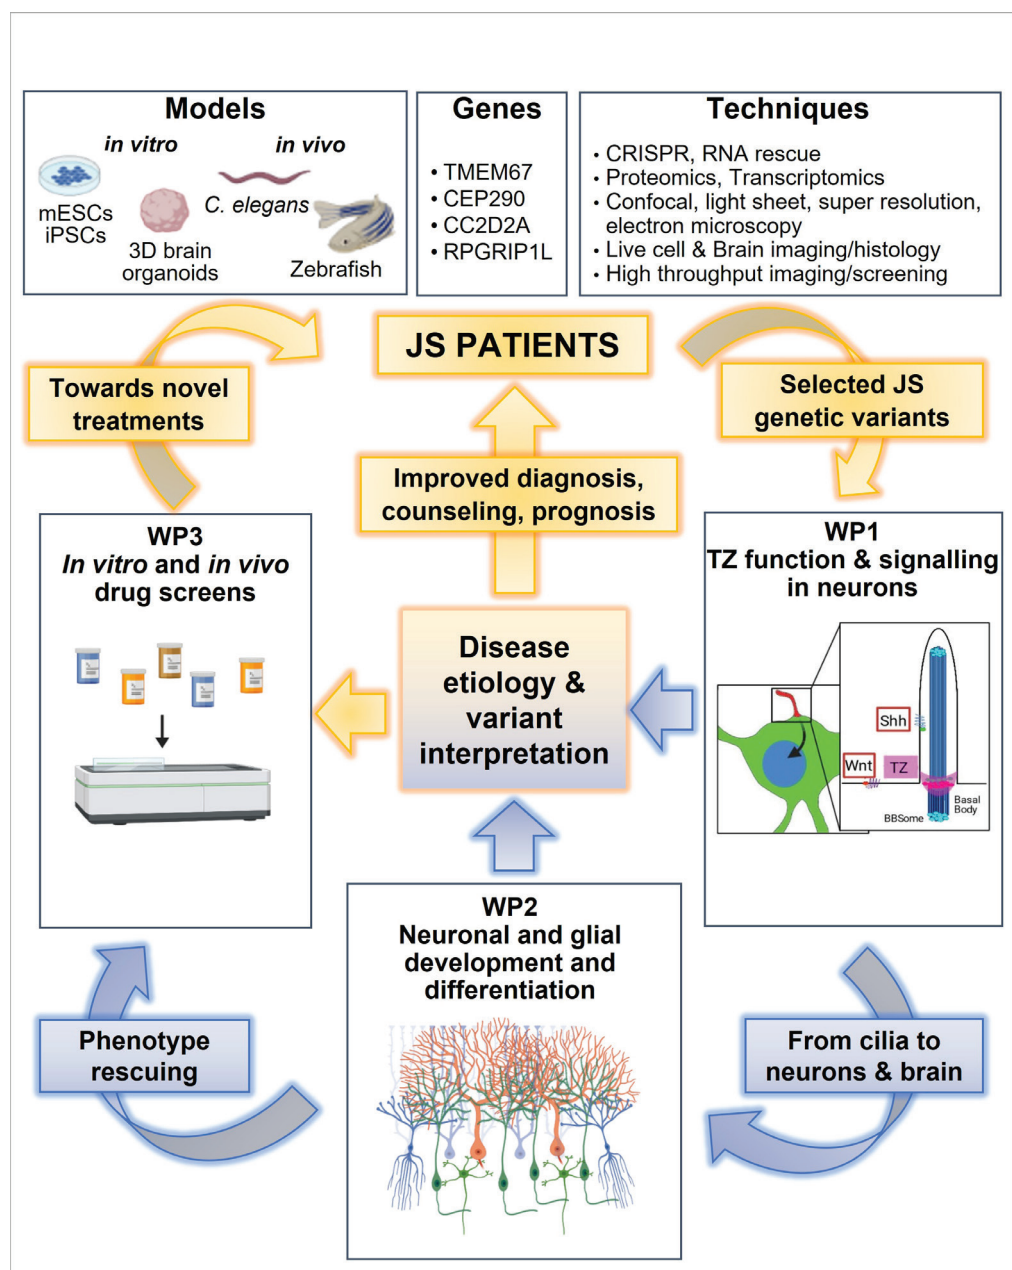 Models
in vitro
in vivo
mESCs
iPSCs
3D brain
organoids
C. elegans
Zebrafish
Genes
• TMEM67
• CEP290
• CC2D2A
• RPGRIP1L
Techniques
• CRISPR, RNA rescue
• Proteomics, Transcriptomics
• Confocal, light sheet, super resolution,
electron microscopy
• Live cell & Brain imaging/histology
• High throughput imaging/screening
JS PATIENTS
Towards novel
treatments
Selected JS
genetic variants
Improved diagnosis,
counseling, prognosis
WP3
In vitro and in vivo
drug screens
Disease
etiology &
variant
interpretation
WP1
TZ function & signalling
in neurons
Shh
Wnt
TZ
Basal
Body
BBSome
WP2
Neuronal and glial
development and
differentiation
Phenotype
rescuing
From cilia to
neurons & brain